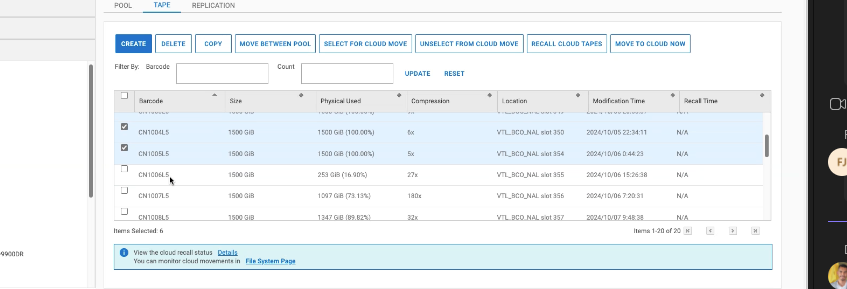 POOL TAPE REPLICATION
CREATE DELETE COPY MOVE BETWEEN POOL SELECT FOR CLOUD MOVE UNSELECT FROM CLOUD MOVE RECALL CLOUD TAPES MOVE TO CLOUD NOW
Filter By: Barcode Count UPDATE RESET
Barcode Size Physical Used Compression Location Modification Time Recall Time
CN1004L5 1500 GiB 1500 GiB (100.00%) 6x VTL_BCO_NAL slot 350 2024/10/05 22:34:11 N/A
CN1005L5 1500 GiB 1500 GiB (100.00%) 5x VTL_BCO_NAL slot 354 2024/10/06 0:44:23 N/A
CN1006L5 1500 GiB 253 GiB (16.90%) 27x VTL_BCO_NAL slot 355 2024/10/06 15:26:38 N/A
CN1007L5 1500 GiB 1097 GiB (73.13%) 180x VTL_BCO_NAL slot 356 2024/10/06 7:20:31 N/A
CN1008L5 1500 GiB 1347 GiB (89.82%) 32x VTL_BCO_NAL slot 357 2024/10/07 9:48:38 N/A
Items Selected: 6 Items 1-20 of 20
View the cloud recall status Details
You can monitor cloud movements in File System Page
9900DR
FJ